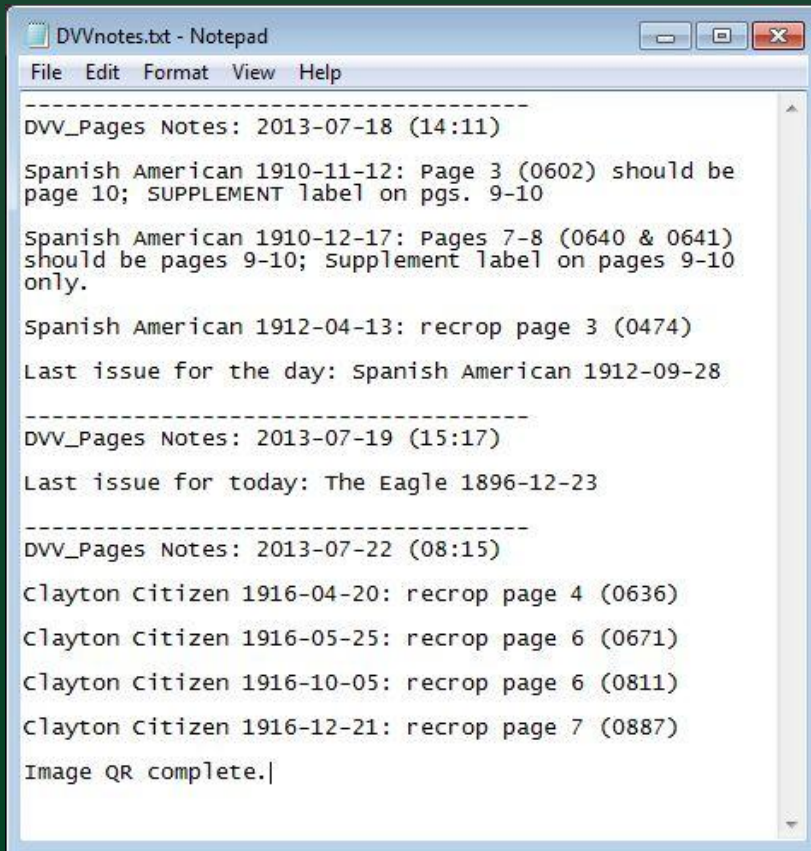 DVVnotes.txt - Notepad
File Edit Format View Help
-------------------------------------
DVV_Pages Notes: 2013-07-18 (14:11)
Spanish American 1910-11-12: Page 3 (0602) should be
page 10; SUPPLEMENT label on pgs. 9-10
Spanish American 1910-12-17: Pages 7-8 (0640 & 0641)
should be pages 9-10; Supplement label on pages 9-10
only.
Spanish American 1912-04-13: recrop page 3 (0474)
Last issue for the day: Spanish American 1912-09-28
-------------------------------------
DVV_Pages Notes: 2013-07-19 (15:17)
Last issue for today: The Eagle 1896-12-23
-------------------------------------
DVV_Pages Notes: 2013-07-22 (08:15)
Clayton Citizen 1916-04-20: recrop page 4 (0636)
Clayton Citizen 1916-05-25: recrop page 6 (0671)
Clayton Citizen 1916-10-05: recrop page 6 (0811)
Clayton Citizen 1916-12-21: recrop page 7 (0887)
Image QR complete.